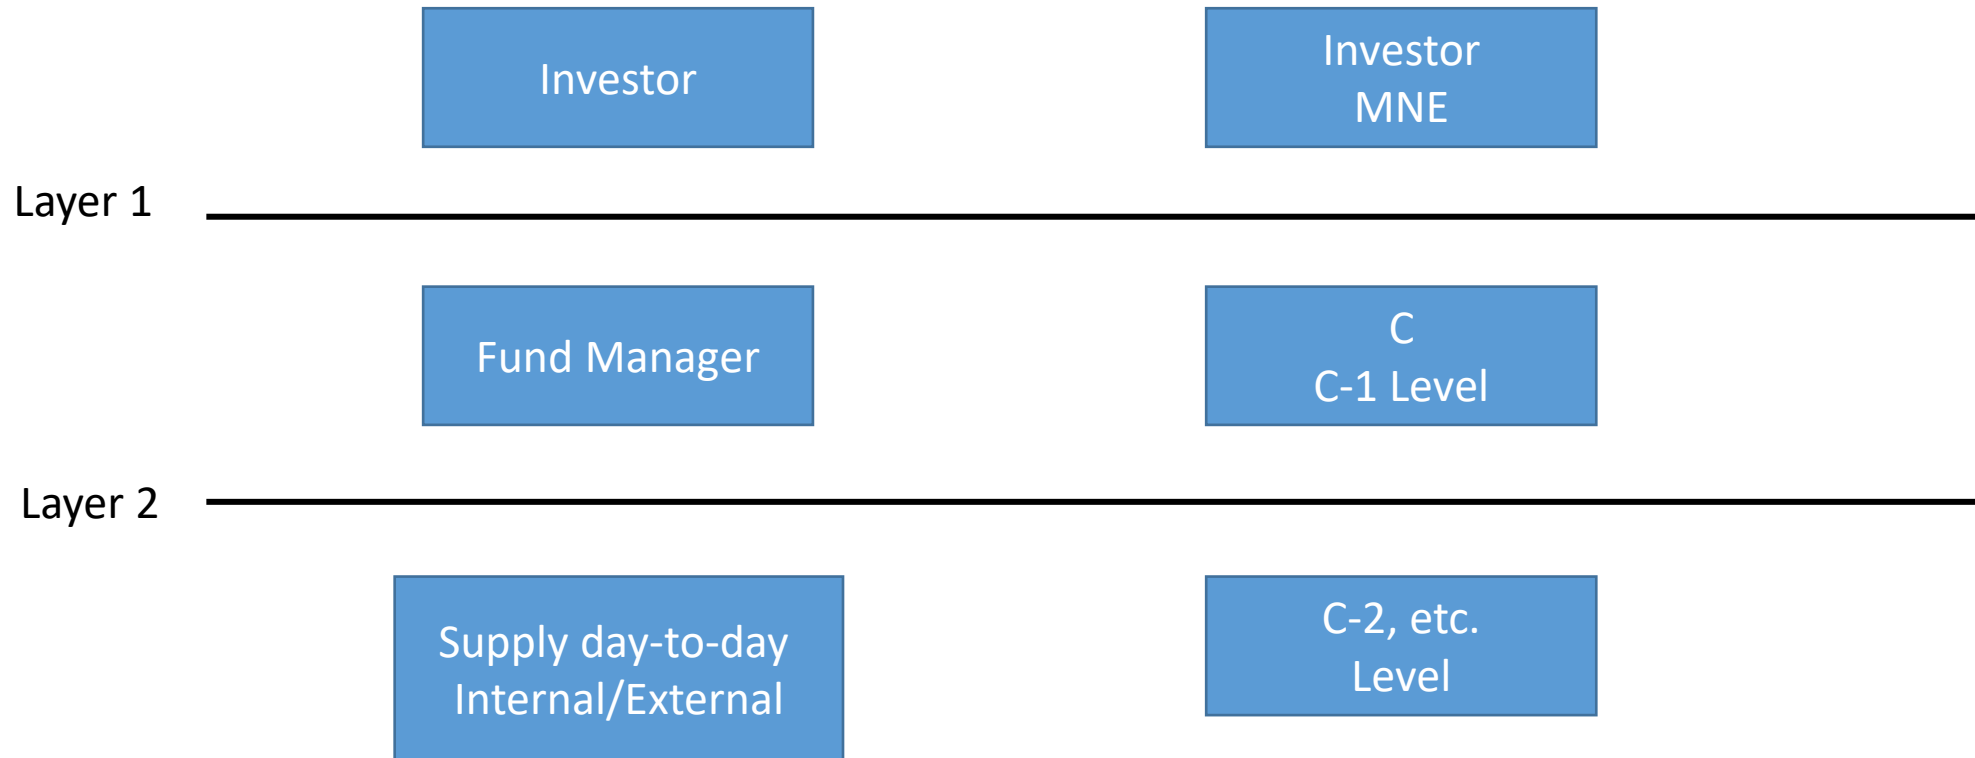 Investor
Investor
MNE
Layer 1
Fund Manager
C
C-1 Level
Layer 2
Supply day-to-day
Internal/External
C-2, etc.
Level